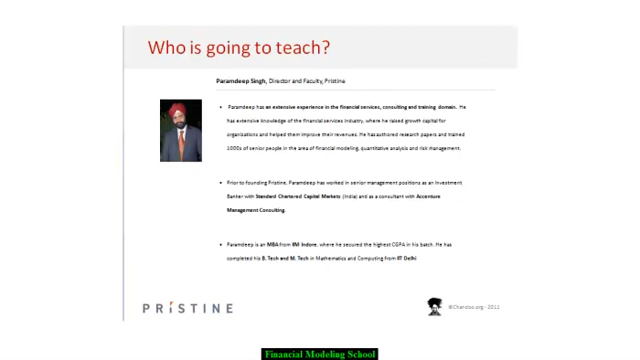 Who is going to teach?
Paramdeep Singh, Director and Faculty, Pristine
• Paramdeep has an extensive experience in the financial services, consulting and training domain. He
has extensive knowledge of the financial services industry, where he raised growth capital for
organizations and helped them improve their revenues. He has authored research papers and trained
1000s of senior people in the area of financial modeling, quantitative analysis and risk management.
• Prior to founding Pristine, Paramdeep has worked in senior management positions as an Investment
Banker with Standard Chartered Capital Markets (India) and as a consultant with Accenture
Management Consulting.
• Paramdeep is an MBA from IIM Indore, where he secured the highest CGPA in his batch. He has
completed his B. Tech and M. Tech in Mathematics and Computing from IIT Delhi
PRISTINE
©Chandoo.org - 2011
Financial Modeling School